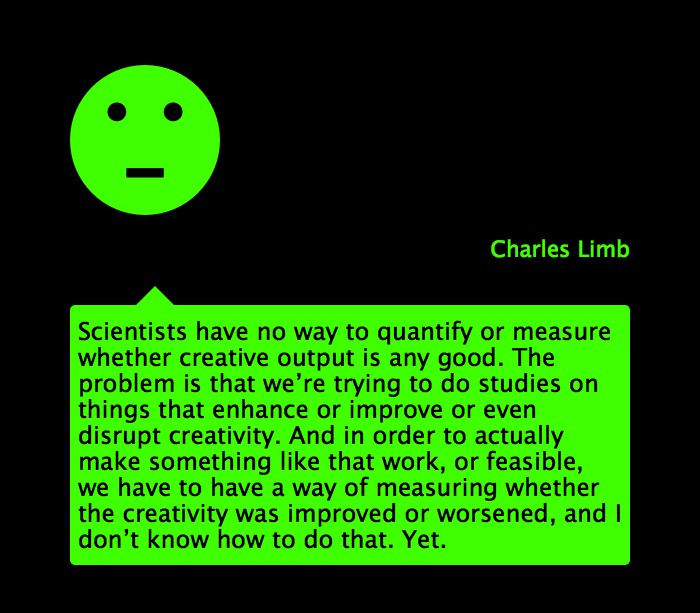 Charles Limb
Scientists have no way to quantify or measure
whether creative output is any good. The
problem is that we’re trying to do studies on
things that enhance or improve or even
disrupt creativity. And in order to actually
make something like that work, or feasible,
we have to have a way of measuring whether
the creativity was improved or worsened, and I
don’t know how to do that. Yet.